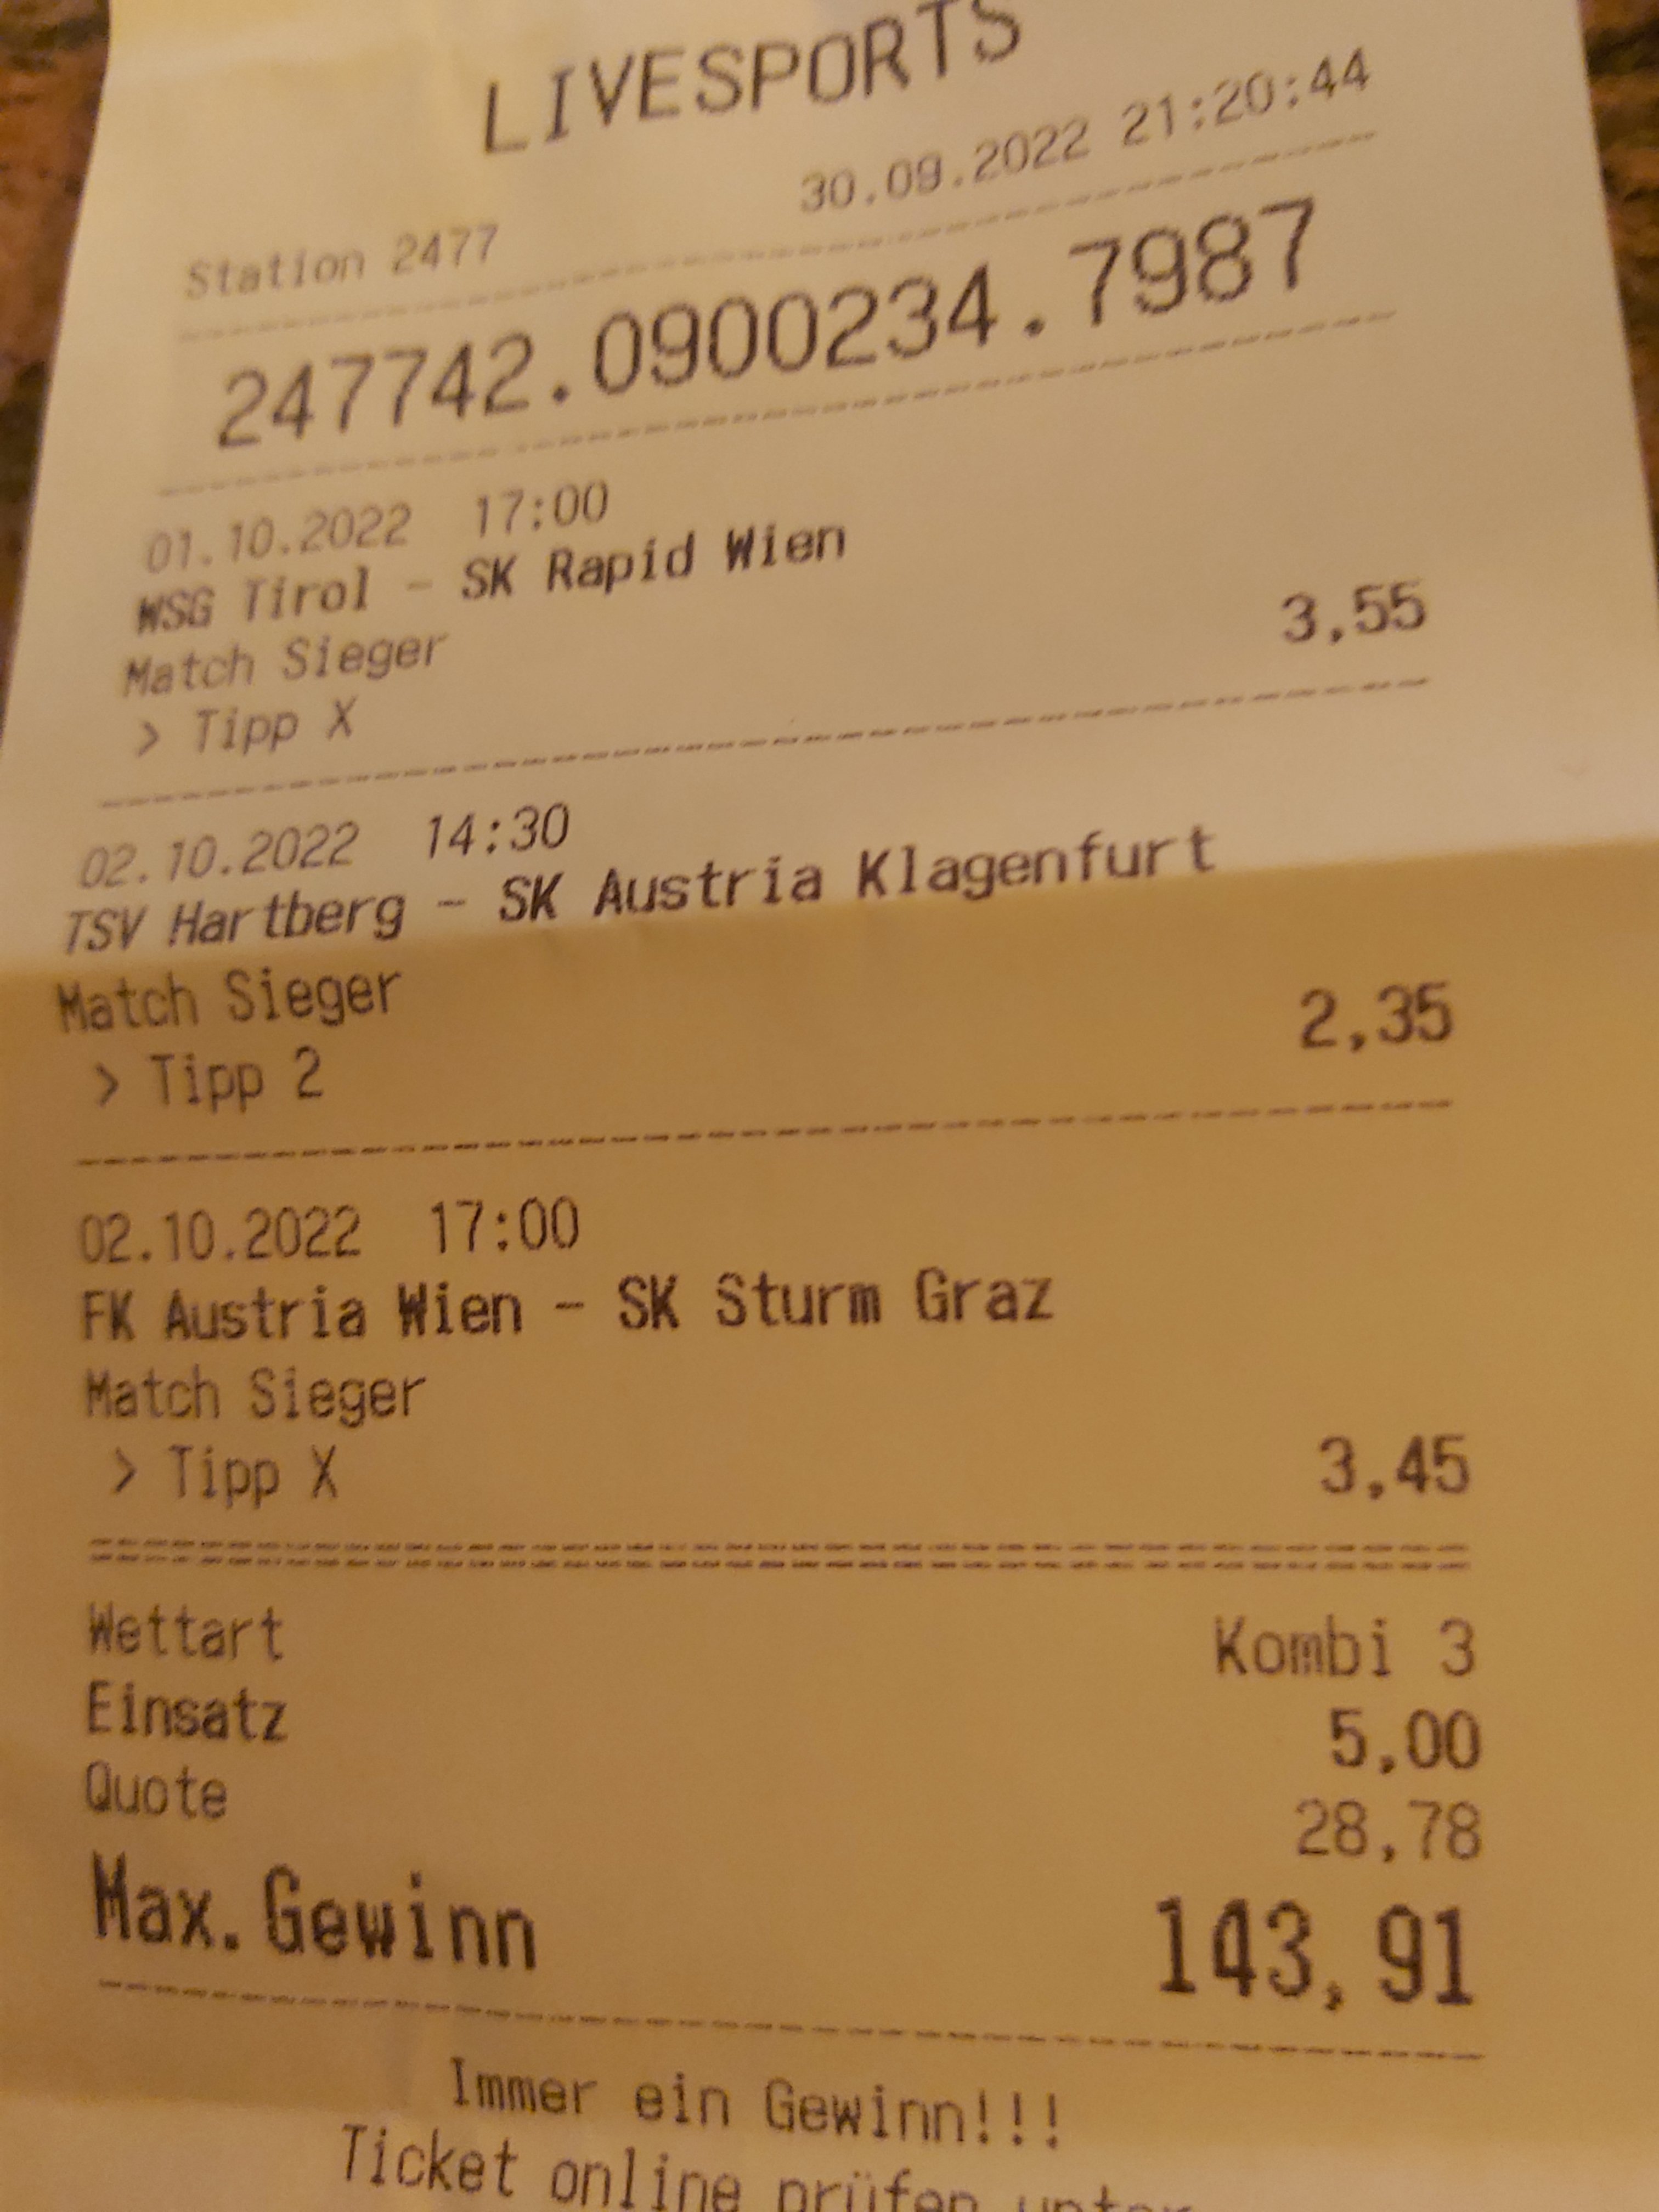 LIVESPORTS
30.09.2022 21:20:44
Station 2477
247742.0900234.7987
01.10.2022 17:00
WSG Tirol - SK Rapid Wien
Match Sieger
> Tipp X 3,55
02.10.2022 14:30
TSV Hartberg - SK Austria Klagenfurt
Match Sieger
> Tipp 2 2,35
02.10.2022 17:00
FK Austria Wien - SK Sturm Graz
Match Sieger
> Tipp X 3,45
Wettart Kombi 3
Einsatz 5,00
Quote 28,78
Max. Gewinn 143,91
Immer ein Gewinn!!!
Ticket online prüfen unter